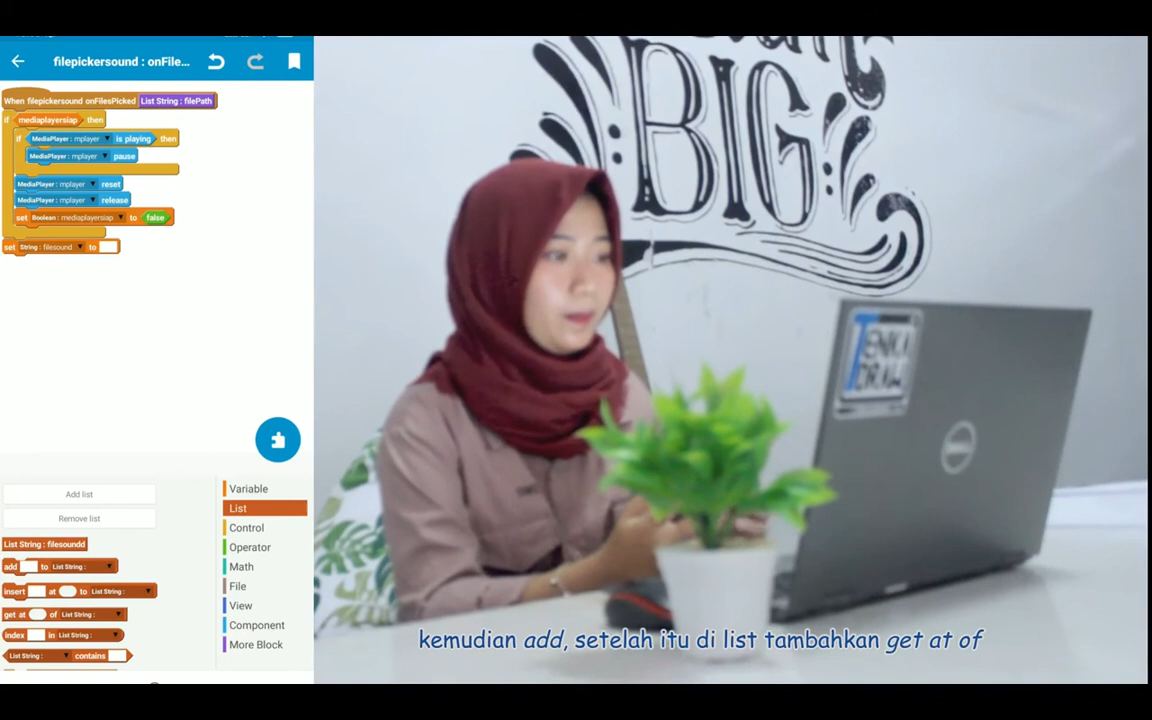 filepickersound : onFile...
When filepickersound onFilesPicked List String : filePath
if mediaplayersiap then
if MediaPlayer : mplayer is playing then
MediaPlayer : mplayer pause
MediaPlayer : mplayer reset
MediaPlayer : mplayer release
set Boolean : mediaplayersiap to false
set String : filesound to
Add list
Remove list
List String : filesoundd
add to List String :
insert at to List String :
get at of List String :
index in List String :
List String : contains
Variable
List
Control
Operator
Math
File
View
Component
More Block
BIG
DELL
kemudian add, setelah itu di list tambahkan get at of